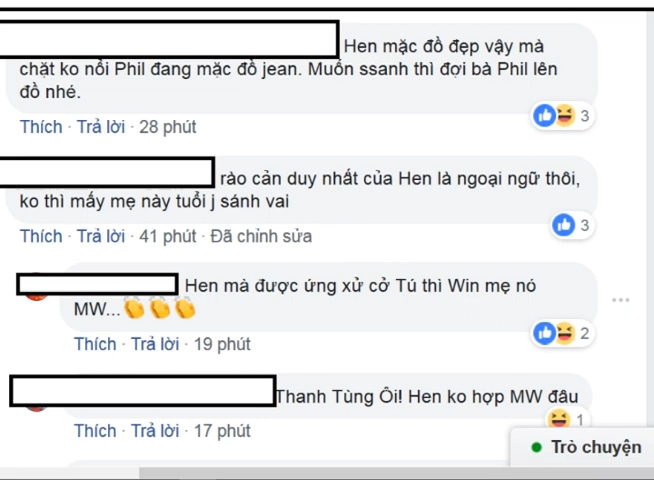 Hen mặc đồ đẹp vậy mà
chặt ko nổi Phil đang mặc đồ jean. Muốn ssanh thì đợi bà Phil lên
đồ nhé.
Thích · Trả lời · 28 phút
3
rào cản duy nhất của Hen là ngoại ngữ thôi,
ko thì mấy mẹ này tuổi j sánh vai
Thích · Trả lời · 41 phút · Đã chỉnh sửa
3
Hen mà được ứng xử cở Tú thì Win mẹ nó
MW...👏👏👏
Thích · Trả lời · 19 phút
2
Thanh Tùng Ôi! Hen ko hợp MW đâu
Thích · Trả lời · 17 phút
1
Trò chuyện